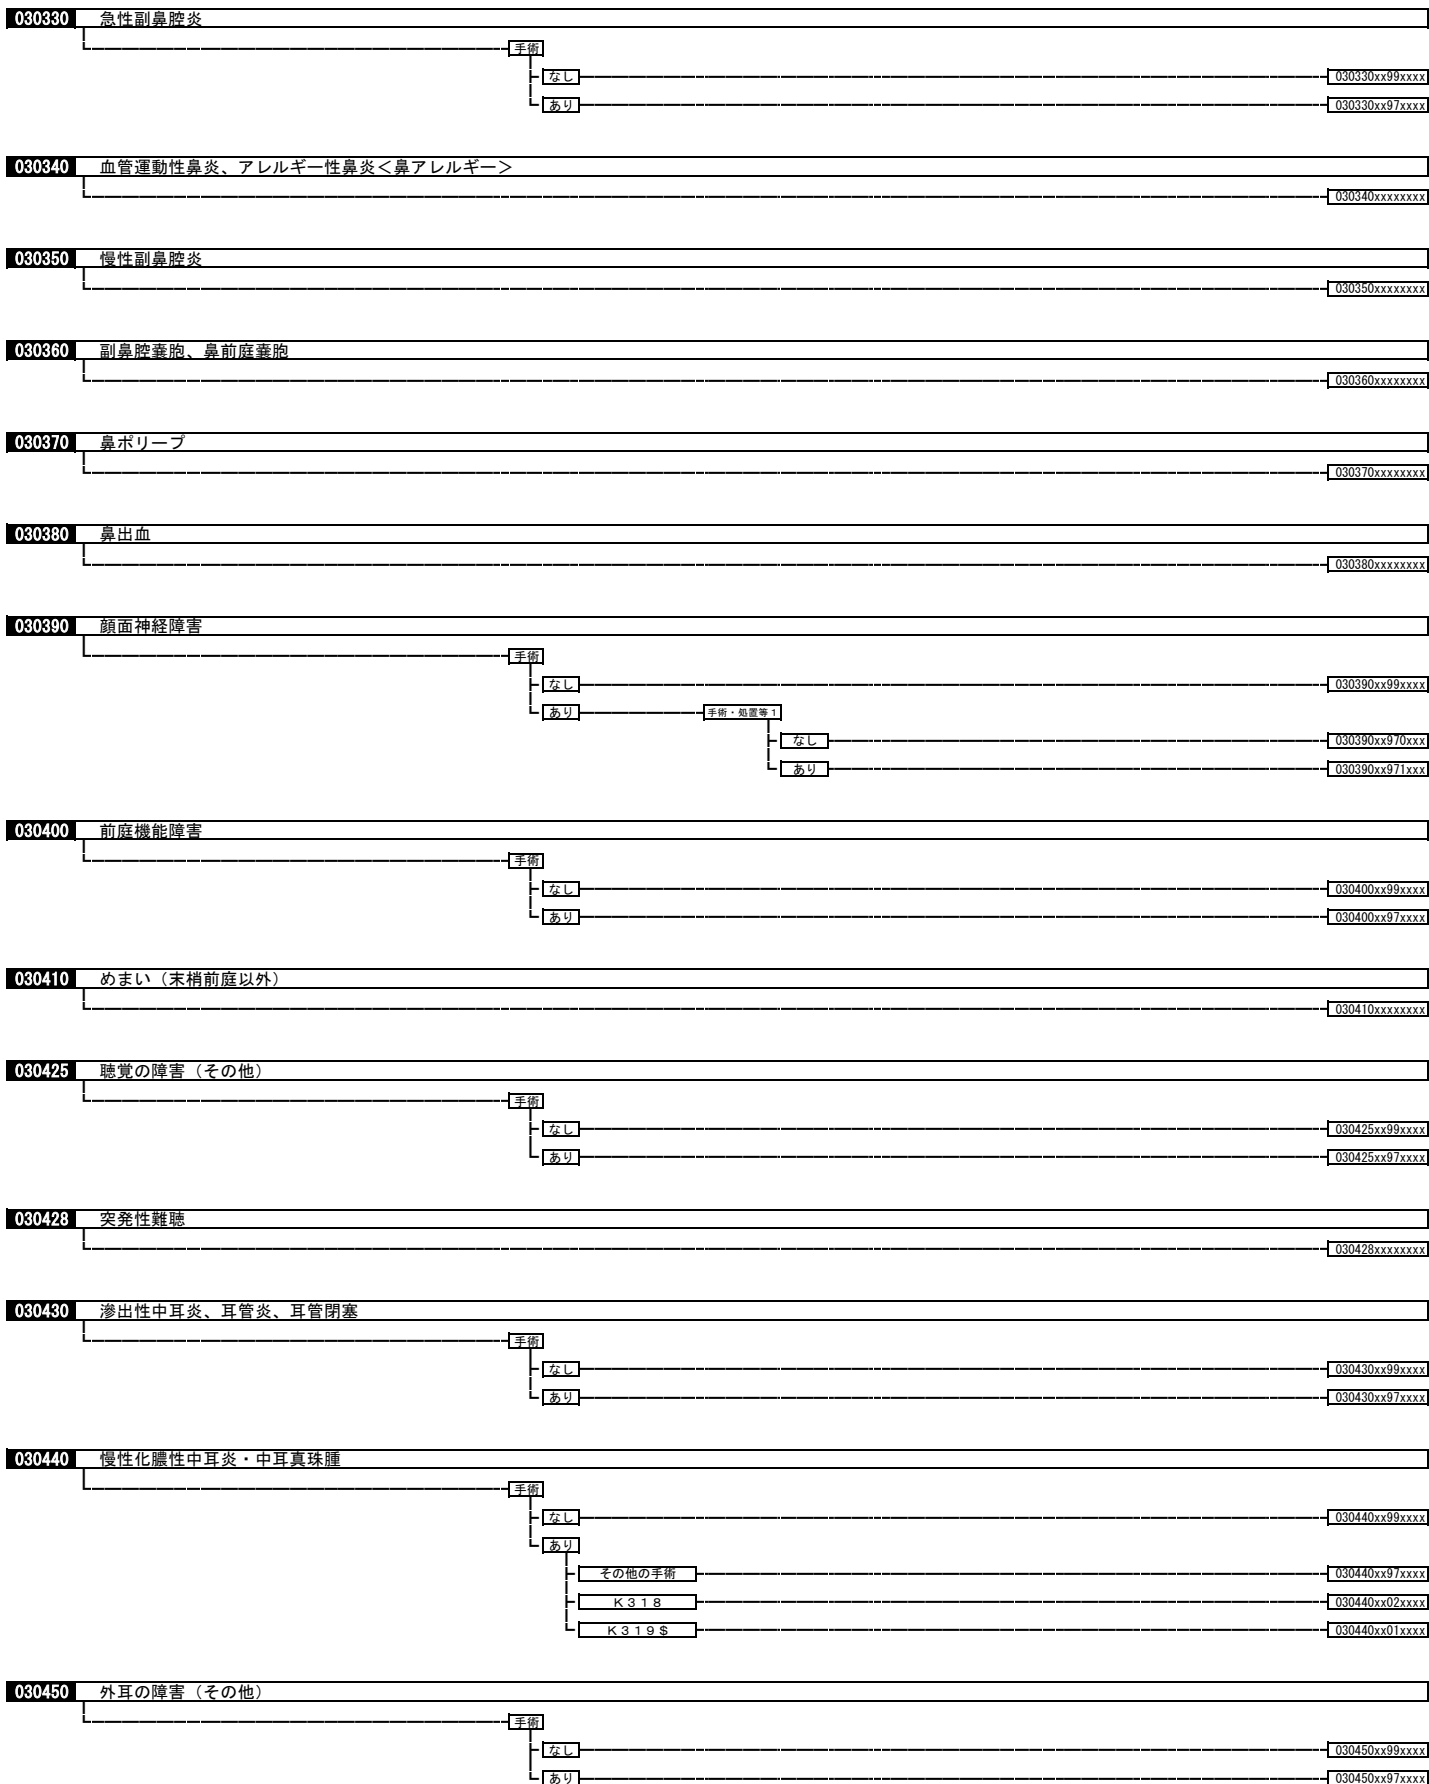 030330 急性副鼻腔炎
手術
なし 030330xx99xxxx
あり 030330xx97xxxx
030340 血管運動性鼻炎、アレルギー性鼻炎<鼻アレルギー>
030340xxxxxxxx
030350 慢性副鼻腔炎
030350xxxxxxxx
030360 副鼻腔嚢胞、鼻前庭嚢胞
030360xxxxxxxx
030370 鼻ポリープ
030370xxxxxxxx
030380 鼻出血
030380xxxxxxxx
030390 顔面神経障害
手術
なし 030390xx99xxxx
あり 手術・処置等1
なし 030390xx970xxx
あり 030390xx971xxx
030400 前庭機能障害
手術
なし 030400xx99xxxx
あり 030400xx97xxxx
030410 めまい(末梢前庭以外)
030410xxxxxxxx
030425 聴覚の障害(その他)
手術
なし 030425xx99xxxx
あり 030425xx97xxxx
030428 突発性難聴
030428xxxxxxxx
030430 滲出性中耳炎、耳管炎、耳管閉塞
手術
なし 030430xx99xxxx
あり 030430xx97xxxx
030440 慢性化膿性中耳炎・中耳真珠腫
手術
なし 030440xx99xxxx
あり
その他の手術 030440xx97xxxx
K318 030440xx02xxxx
K319$ 030440xx01xxxx
030450 外耳の障害(その他)
手術
なし 030450xx99xxxx
あり 030450xx97xxxx